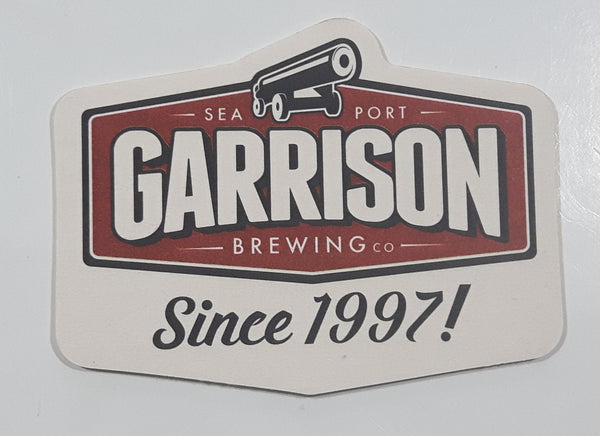 SEA PORT
GARRISON
BREWING CO
Since 1997!